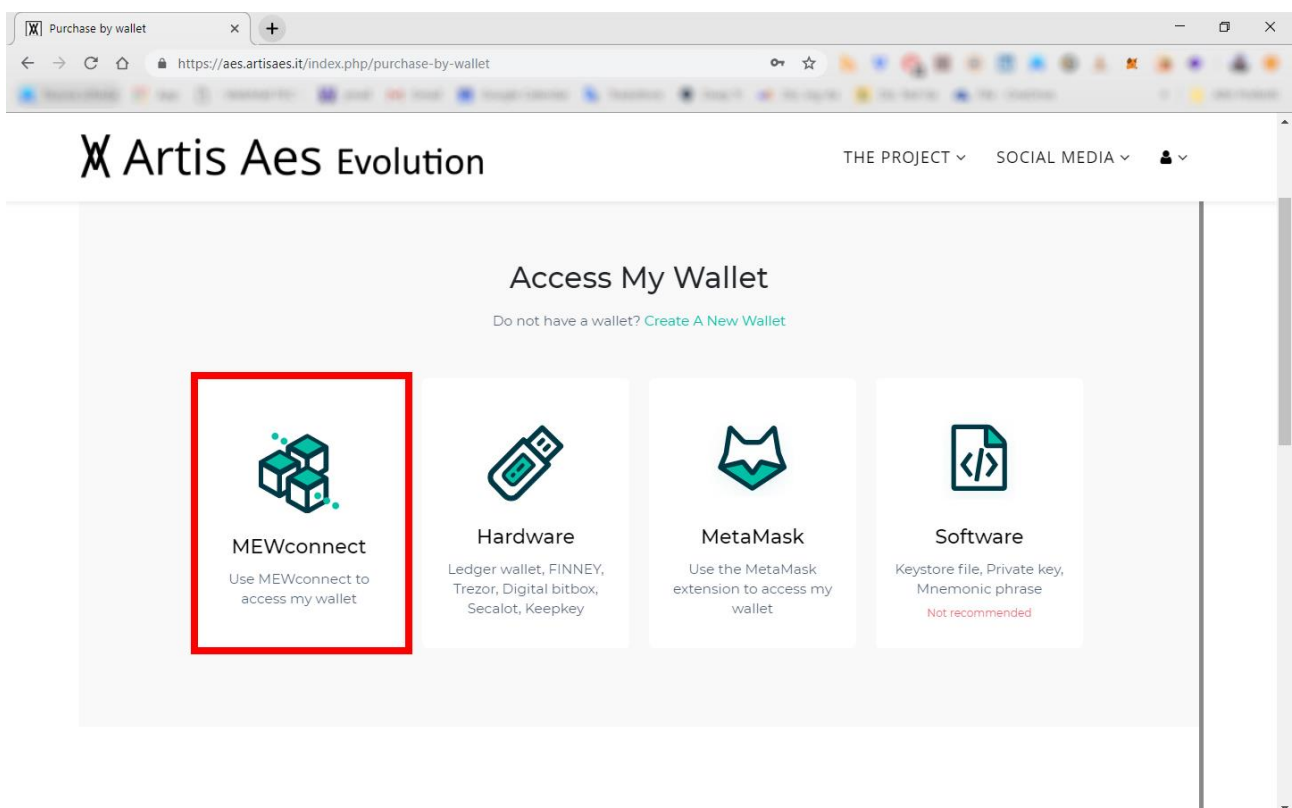 Purchase by wallet
https://aes.artisaes.it/index.php/purchase-by-wallet
Artis Aes Evolution
THE PROJECT
SOCIAL MEDIA
Access My Wallet
Do not have a wallet? Create A New Wallet
MEWconnect
Use MEWconnect to
access my wallet
Hardware
Ledger wallet, FINNEY,
Trezor, Digital bitbox,
Secalot, Keepkey
MetaMask
Use the MetaMask
extension to access my
wallet
Software
Keystore file, Private key,
Mnemonic phrase
Not recommended